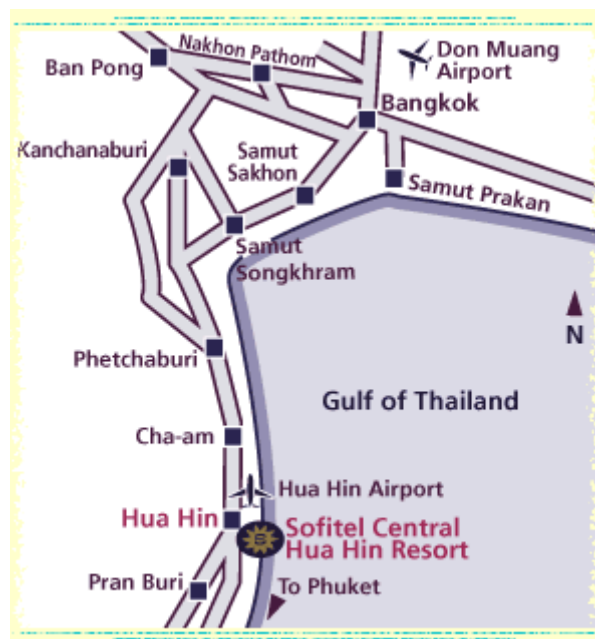 Nakhon Pathom
Don Muang
Airport
Ban Pong
Bangkok
Kanchanaburi
Samut
Sakhon
Samut Prakan
Samut
Songkhram
N
Phetchaburi
Gulf of Thailand
Cha-am
Hua Hin Airport
Hua Hin
Sofitel Central
Hua Hin Resort
Pran Buri
To Phuket